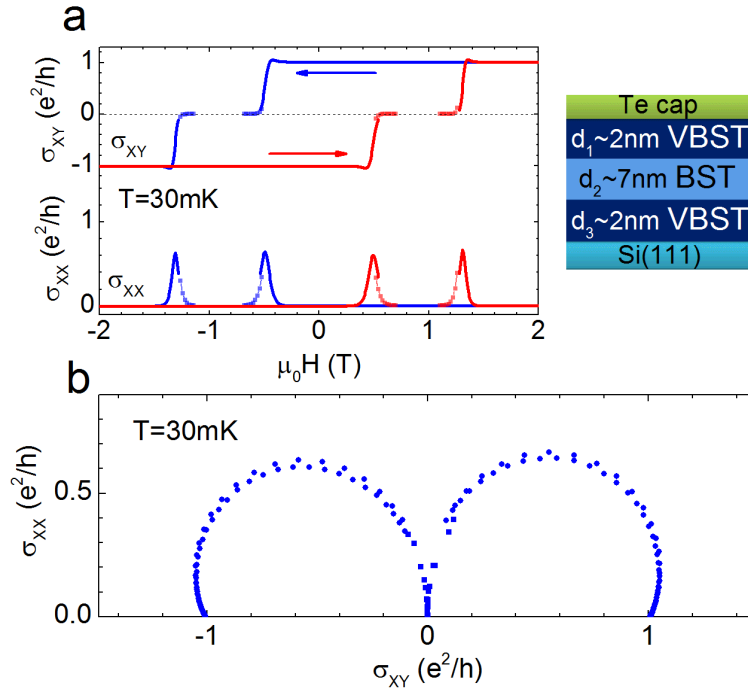 a
σXY (e²/h)
1
0
-1
σXY
T=30mK
σXX (e²/h)
1
0
σXX
-2 -1 0 1 2
μ₀H (T)
Te cap
d₁~2nm VBST
d₂~7nm BST
d₃~2nm VBST
Si(111)
b
T=30mK
σXX (e²/h)
0.5
0.0
-1 0 1
σXY (e²/h)